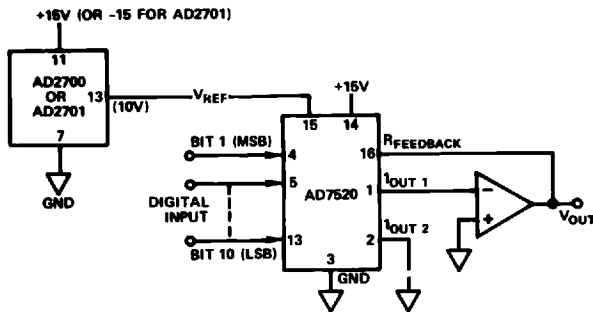 +15V (OR -15 FOR AD2701)
11
AD2700
OR
AD2701
13
(10V)
7
GND
VREF
+15V
15
14
BIT 1 (MSB)
4
5
DIGITAL
INPUT
BIT 10 (LSB)
13
AD7520
16
RFEEDBACK
1
IOUT 1
2
IOUT 2
3
GND
-
+
VOUT